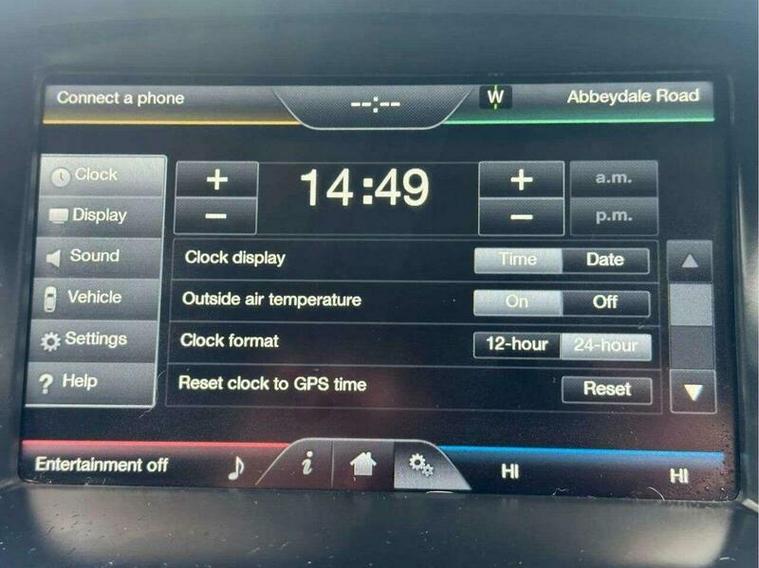 Connect a phone --:-- W Abbeydale Road
Clock + 14:49 + a.m.
Display – – p.m.
Sound Clock display Time Date
Vehicle Outside air temperature On Off
Settings Clock format 12-hour 24-hour
? Help Reset clock to GPS time Reset
Entertainment off i HI HI